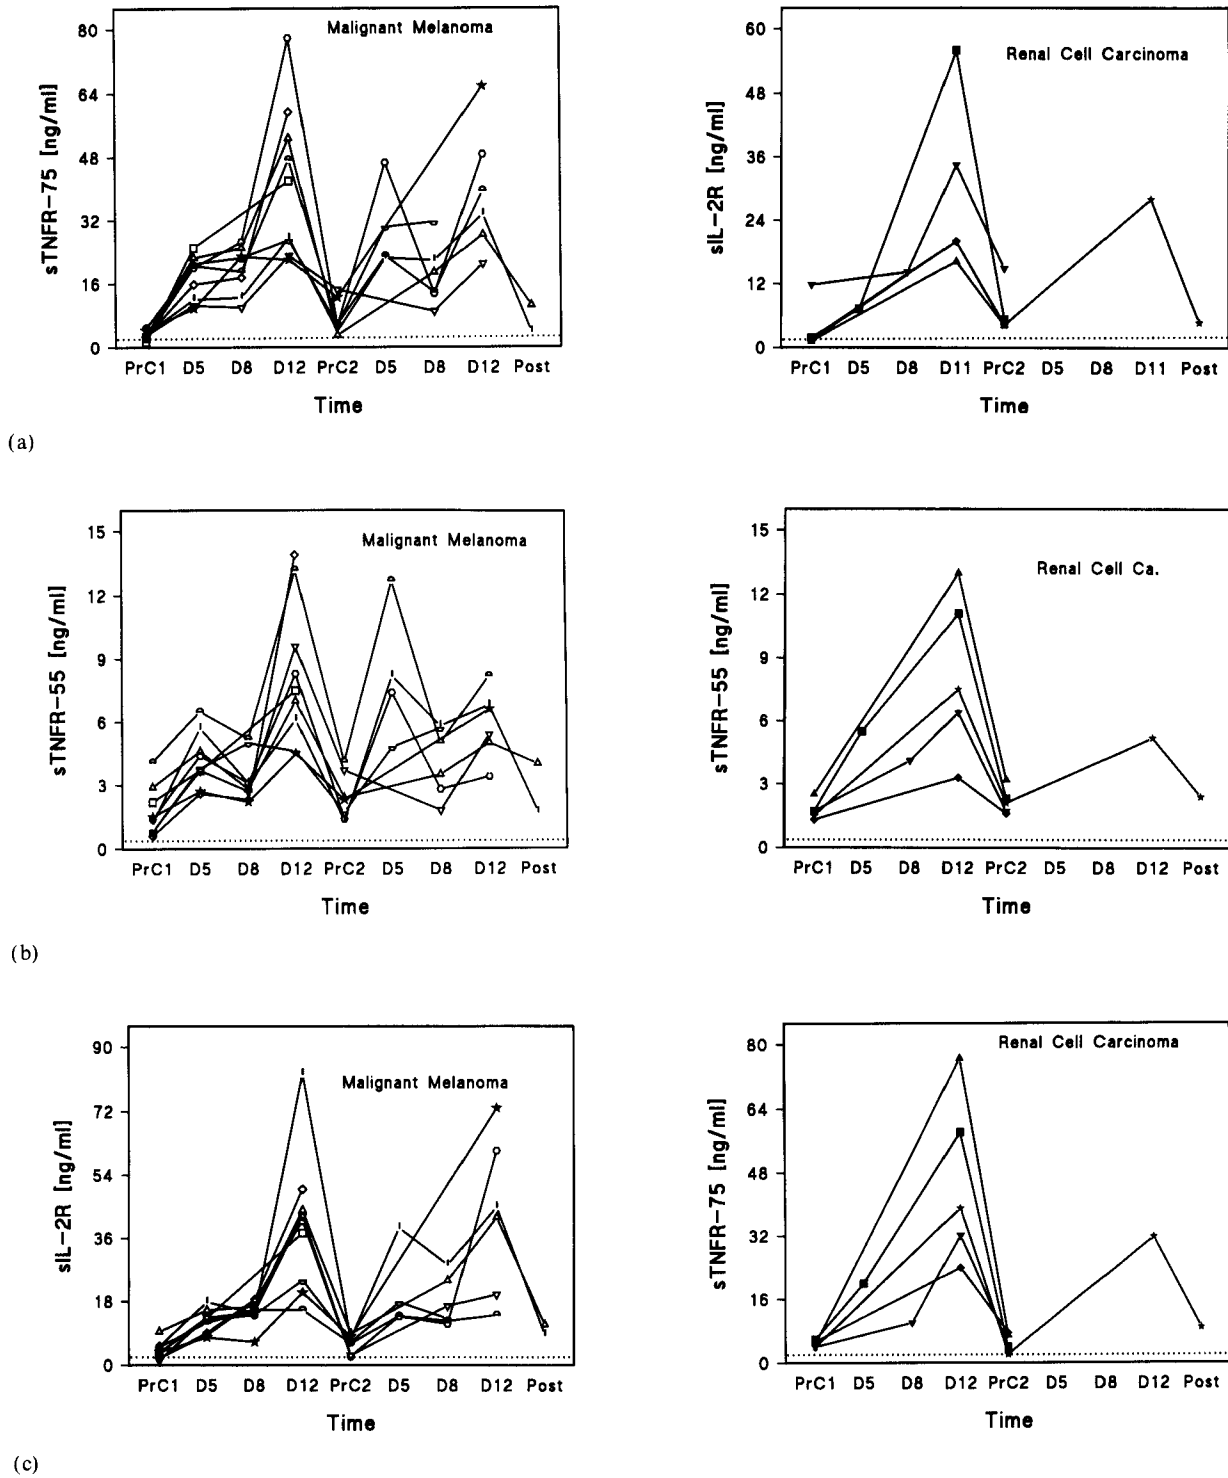 Malignant Melanoma
sTNFR-75 [ng/ml]
80
64
48
32
16
0
PrC1 D5 D8 D12 PrC2 D5 D8 D12 Post
Time
Renal Cell Carcinoma
sIL-2R [ng/ml]
60
48
36
24
12
0
PrC1 D5 D8 D11 PrC2 D5 D8 D11 Post
Time
(a)
Malignant Melanoma
sTNFR-55 [ng/ml]
15
12
9
6
3
0
PrC1 D5 D8 D12 PrC2 D5 D8 D12 Post
Time
Renal Cell Ca.
sTNFR-55 [ng/ml]
15
12
9
6
3
0
PrC1 D5 D8 D12 PrC2 D5 D8 D12 Post
Time
(b)
Malignant Melanoma
sIL-2R [ng/ml]
90
72
54
36
18
0
PrC1 D5 D8 D12 PrC2 D5 D8 D12 Post
Time
Renal Cell Carcinoma
sTNFR-75 [ng/ml]
80
64
48
32
16
0
PrC1 D5 D8 D12 PrC2 D5 D8 D12 Post
Time
(c)